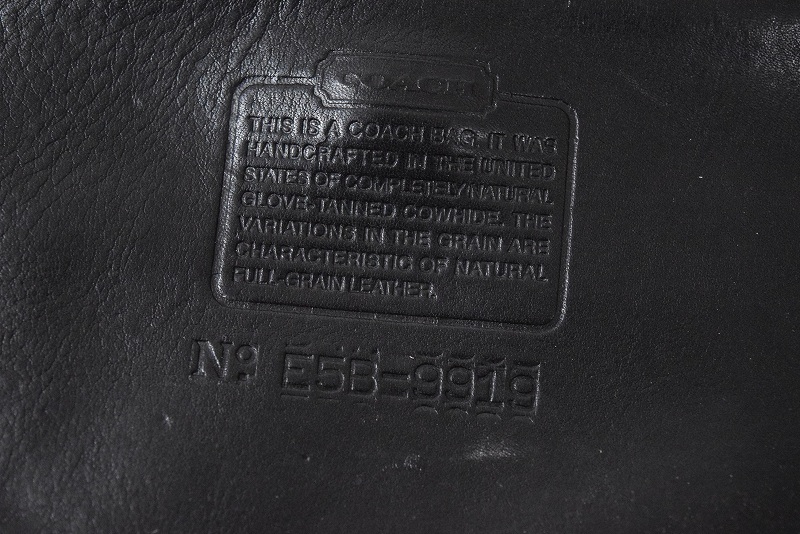 COACH
THIS IS A COACH BAG. IT WAS
HANDCRAFTED IN THE UNITED
STATES OF COMPLETELY NATURAL
GLOVE-TANNED COWHIDE. THE
VARIATIONS IN THE GRAIN ARE
CHARACTERISTIC OF NATURAL
FULL-GRAIN LEATHER.
No. E5B-9919